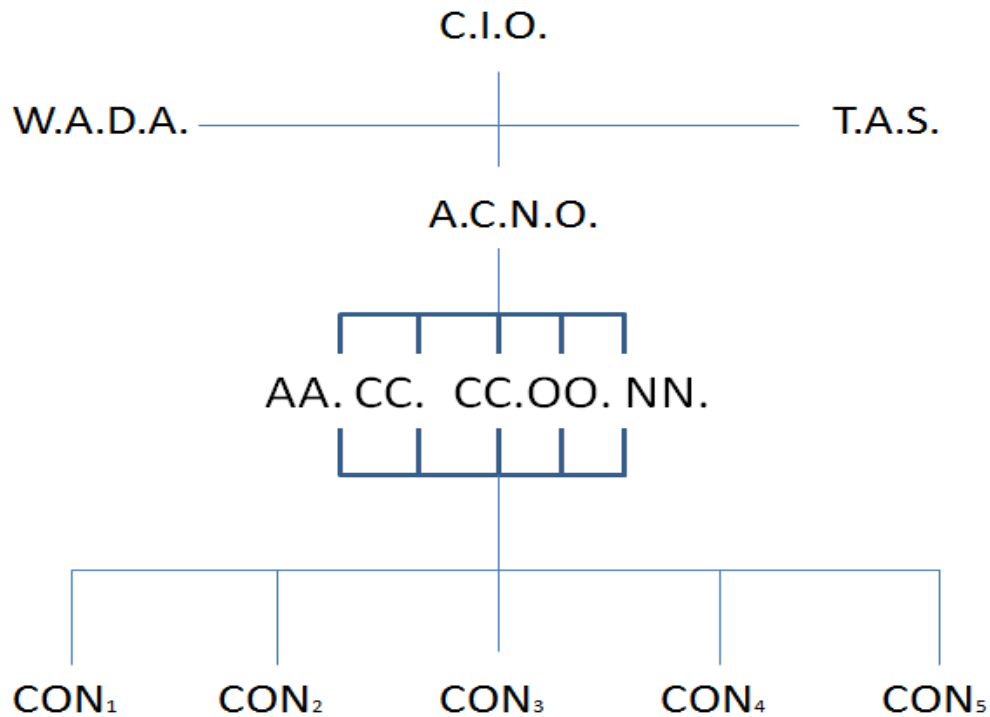 C.I.O.
W.A.D.A. T.A.S.
A.C.N.O.
AA. CC. CC.OO. NN.
CON₁ CON₂ CON₃ CON₄ CON₅